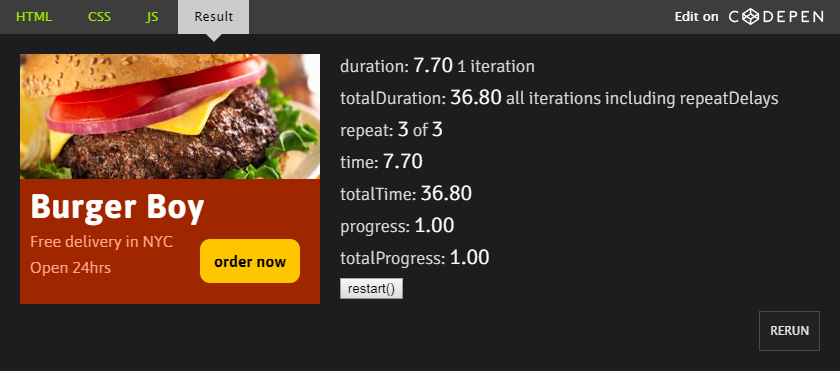 HTML CSS JS Result Edit on CODEPEN
Burger Boy
Free delivery in NYC
Open 24hrs
order now
duration: 7.70 1 iteration
totalDuration: 36.80 all iterations including repeatDelays
repeat: 3 of 3
time: 7.70
totalTime: 36.80
progress: 1.00
totalProgress: 1.00
restart()
RERUN